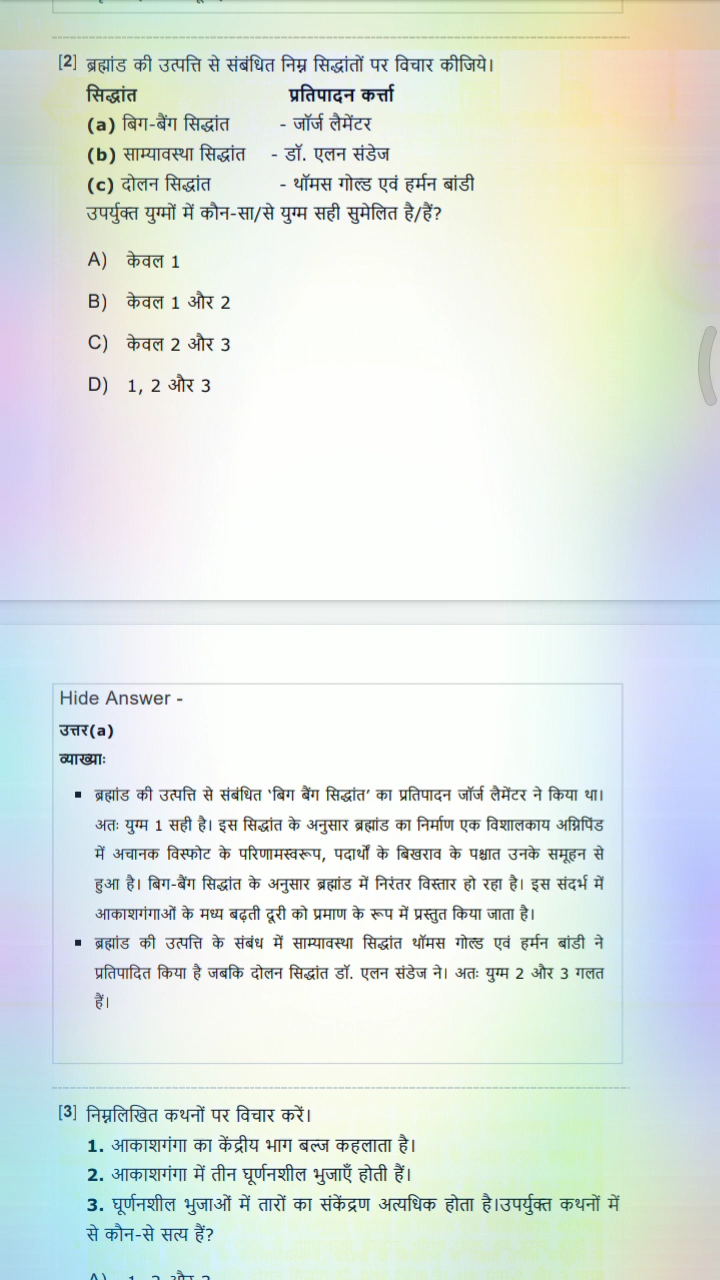 [2] ब्रह्मांड की उत्पत्ति से संबंधित निम्न सिद्धांतों पर विचार कीजिये।
सिद्धांत प्रतिपादन कर्त्ता
(a) बिग-बैंग सिद्धांत - जॉर्ज लैमेंटर
(b) साम्यावस्था सिद्धांत - डॉ. एलन संडेज
(c) दोलन सिद्धांत - थॉमस गोल्ड एवं हर्मन बांडी
उपर्युक्त युग्मों में कौन-सा/से युग्म सही सुमेलित है/हैं?
A) केवल 1
B) केवल 1 और 2
C) केवल 2 और 3
D) 1, 2 और 3
Hide Answer -
उत्तर(a)
व्याख्याः
▪ ब्रह्मांड की उत्पत्ति से संबंधित ‘बिग बैंग सिद्धांत’ का प्रतिपादन जॉर्ज लैमेंटर ने किया था।
अतः युग्म 1 सही है। इस सिद्धांत के अनुसार ब्रह्मांड का निर्माण एक विशालकाय अग्निपिंड
में अचानक विस्फोट के परिणामस्वरूप, पदार्थों के बिखराव के पश्चात उनके समूहन से
हुआ है। बिग-बैंग सिद्धांत के अनुसार ब्रह्मांड में निरंतर विस्तार हो रहा है। इस संदर्भ में
आकाशगंगाओं के मध्य बढ़ती दूरी को प्रमाण के रूप में प्रस्तुत किया जाता है।
▪ ब्रह्मांड की उत्पत्ति के संबंध में साम्यावस्था सिद्धांत थॉमस गोल्ड एवं हर्मन बांडी ने
प्रतिपादित किया है जबकि दोलन सिद्धांत डॉ. एलन संडेज ने। अतः युग्म 2 और 3 गलत
हैं।
[3] निम्नलिखित कथनों पर विचार करें।
1. आकाशगंगा का केंद्रीय भाग बल्ज कहलाता है।
2. आकाशगंगा में तीन घूर्णनशील भुजाएँ होती हैं।
3. घूर्णनशील भुजाओं में तारों का संकेंद्रण अत्यधिक होता है।उपर्युक्त कथनों में
से कौन-से सत्य हैं?
A) 1, 2 और 3